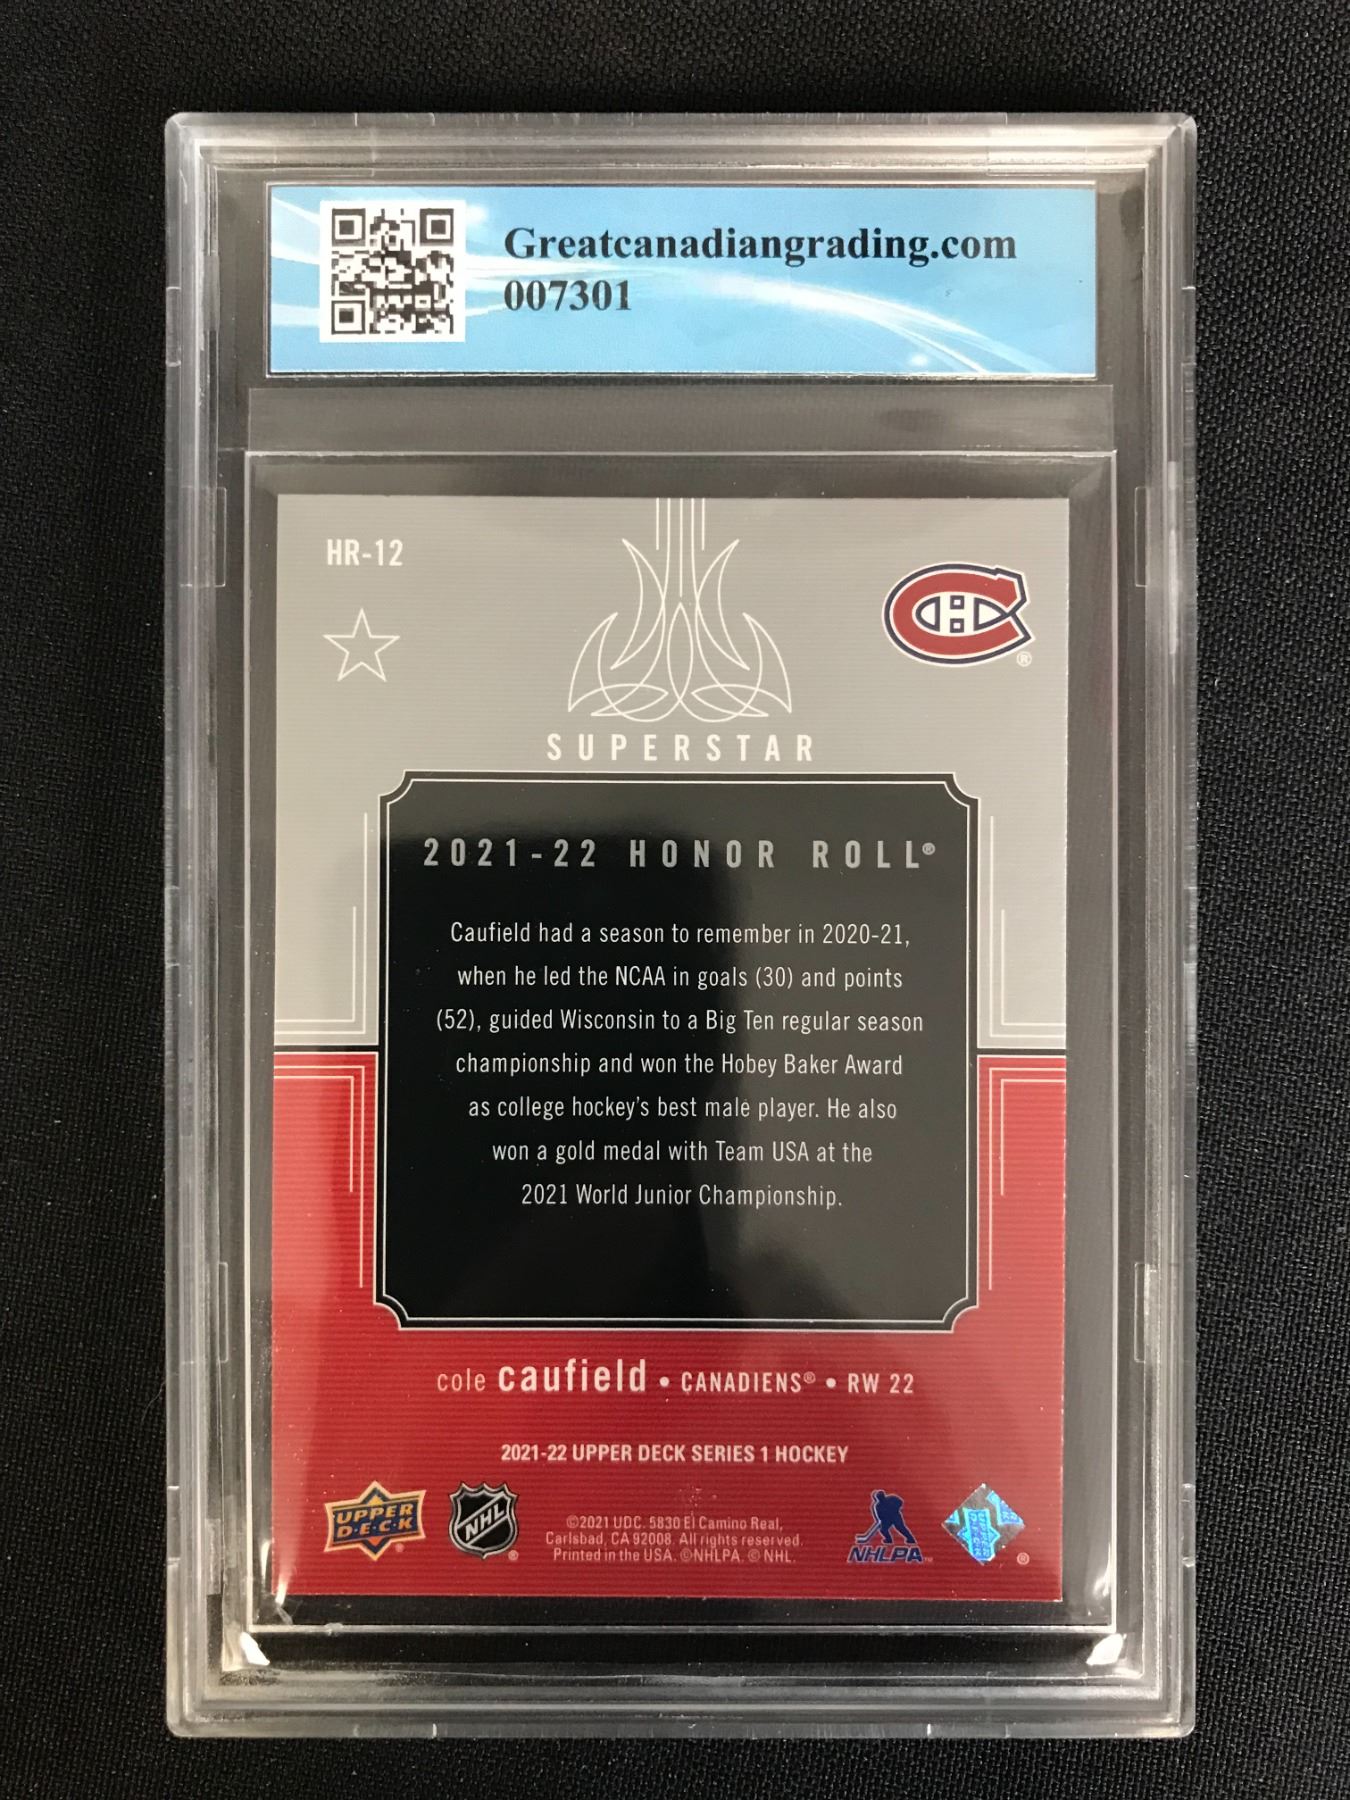 Greatcanadiangrading.com
007301
HR-12
SUPERSTAR
2021-22 HONOR ROLL®
Caufield had a season to remember in 2020-21,
when he led the NCAA in goals (30) and points
(52), guided Wisconsin to a Big Ten regular season
championship and won the Hobey Baker Award
as college hockey's best male player. He also
won a gold medal with Team USA at the
2021 World Junior Championship.
cole caufield • CANADIENS® • RW 22
2021-22 UPPER DECK SERIES 1 HOCKEY
UPPER
D·E·C·K
NHL
©2021 UDC. 5830 El Camino Real,
Carlsbad, CA 92008. All rights reserved.
Printed in the USA. ©NHLPA. © NHL.
NHLPA™